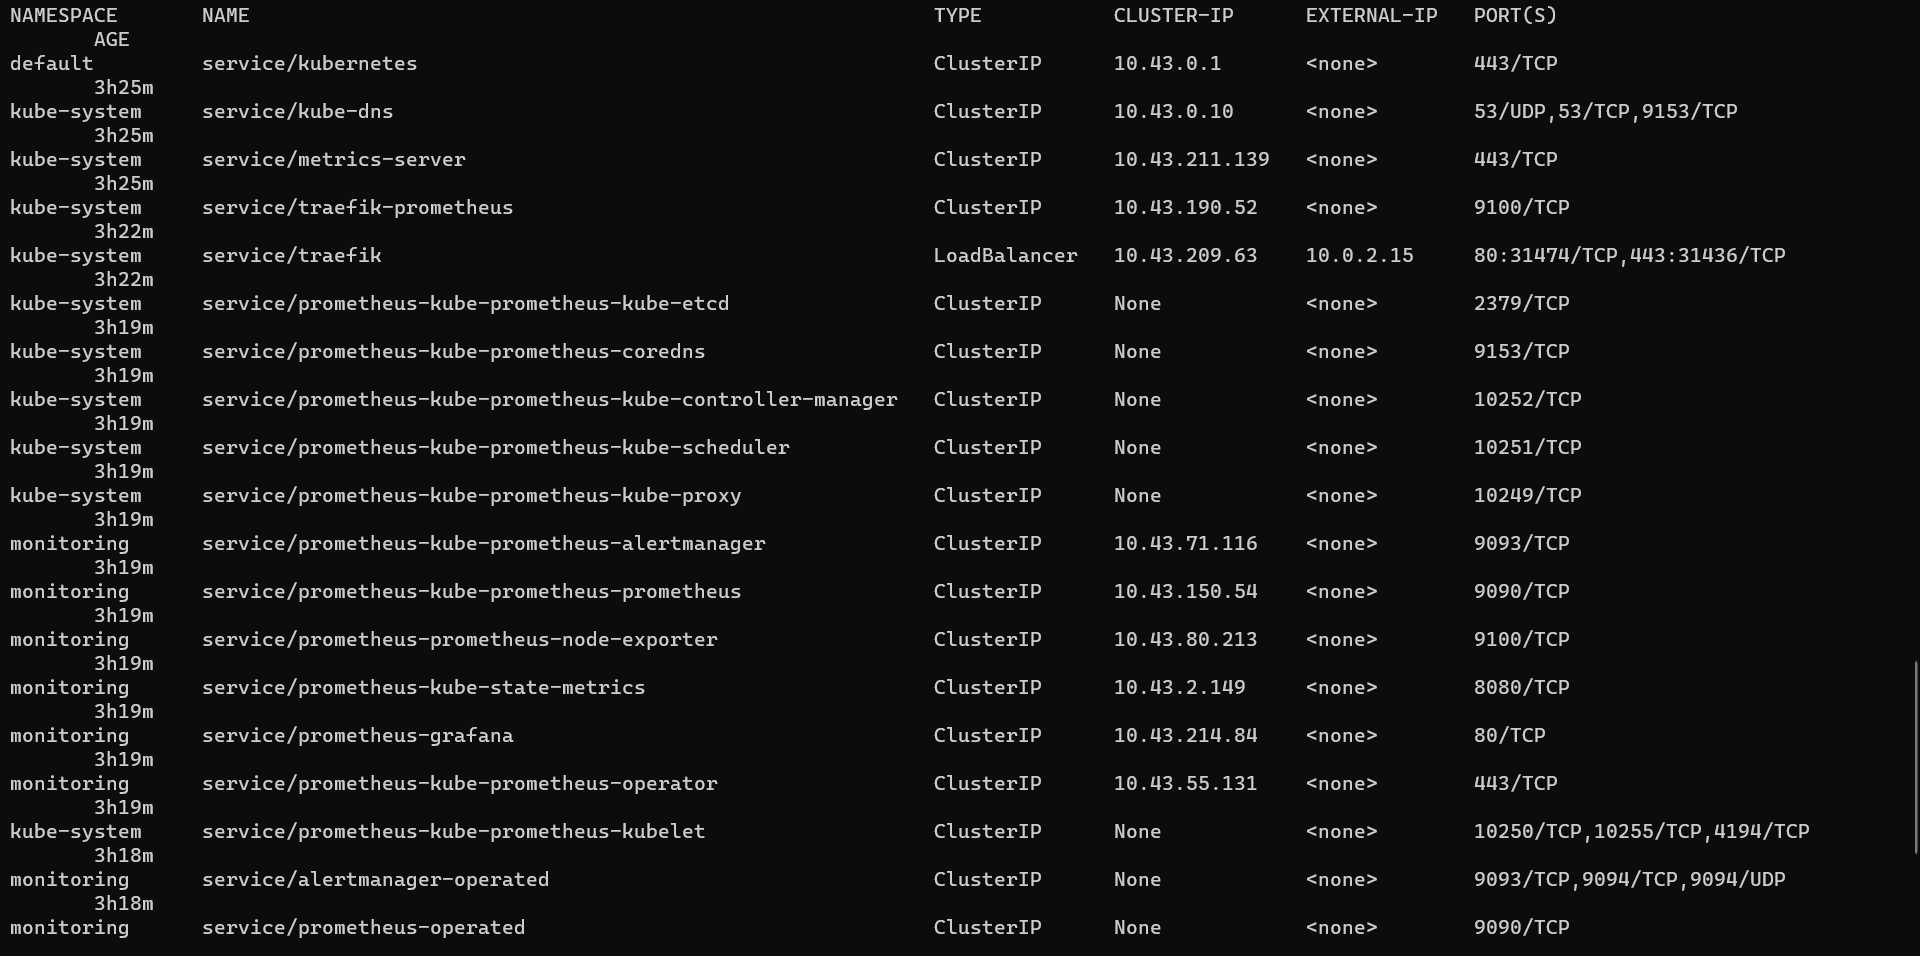 NAMESPACE NAME TYPE CLUSTER-IP EXTERNAL-IP PORT(S)
AGE
default service/kubernetes ClusterIP 10.43.0.1 <none> 443/TCP
3h25m
kube-system service/kube-dns ClusterIP 10.43.0.10 <none> 53/UDP,53/TCP,9153/TCP
3h25m
kube-system service/metrics-server ClusterIP 10.43.211.139 <none> 443/TCP
3h25m
kube-system service/traefik-prometheus ClusterIP 10.43.190.52 <none> 9100/TCP
3h22m
kube-system service/traefik LoadBalancer 10.43.209.63 10.0.2.15 80:31474/TCP,443:31436/TCP
3h22m
kube-system service/prometheus-kube-prometheus-kube-etcd ClusterIP None <none> 2379/TCP
3h19m
kube-system service/prometheus-kube-prometheus-coredns ClusterIP None <none> 9153/TCP
3h19m
kube-system service/prometheus-kube-prometheus-kube-controller-manager ClusterIP None <none> 10252/TCP
3h19m
kube-system service/prometheus-kube-prometheus-kube-scheduler ClusterIP None <none> 10251/TCP
3h19m
kube-system service/prometheus-kube-prometheus-kube-proxy ClusterIP None <none> 10249/TCP
3h19m
monitoring service/prometheus-kube-prometheus-alertmanager ClusterIP 10.43.71.116 <none> 9093/TCP
3h19m
monitoring service/prometheus-kube-prometheus-prometheus ClusterIP 10.43.150.54 <none> 9090/TCP
3h19m
monitoring service/prometheus-prometheus-node-exporter ClusterIP 10.43.80.213 <none> 9100/TCP
3h19m
monitoring service/prometheus-kube-state-metrics ClusterIP 10.43.2.149 <none> 8080/TCP
3h19m
monitoring service/prometheus-grafana ClusterIP 10.43.214.84 <none> 80/TCP
3h19m
monitoring service/prometheus-kube-prometheus-operator ClusterIP 10.43.55.131 <none> 443/TCP
3h19m
kube-system service/prometheus-kube-prometheus-kubelet ClusterIP None <none> 10250/TCP,10255/TCP,4194/TCP
3h18m
monitoring service/alertmanager-operated ClusterIP None <none> 9093/TCP,9094/TCP,9094/UDP
3h18m
monitoring service/prometheus-operated ClusterIP None <none> 9090/TCP